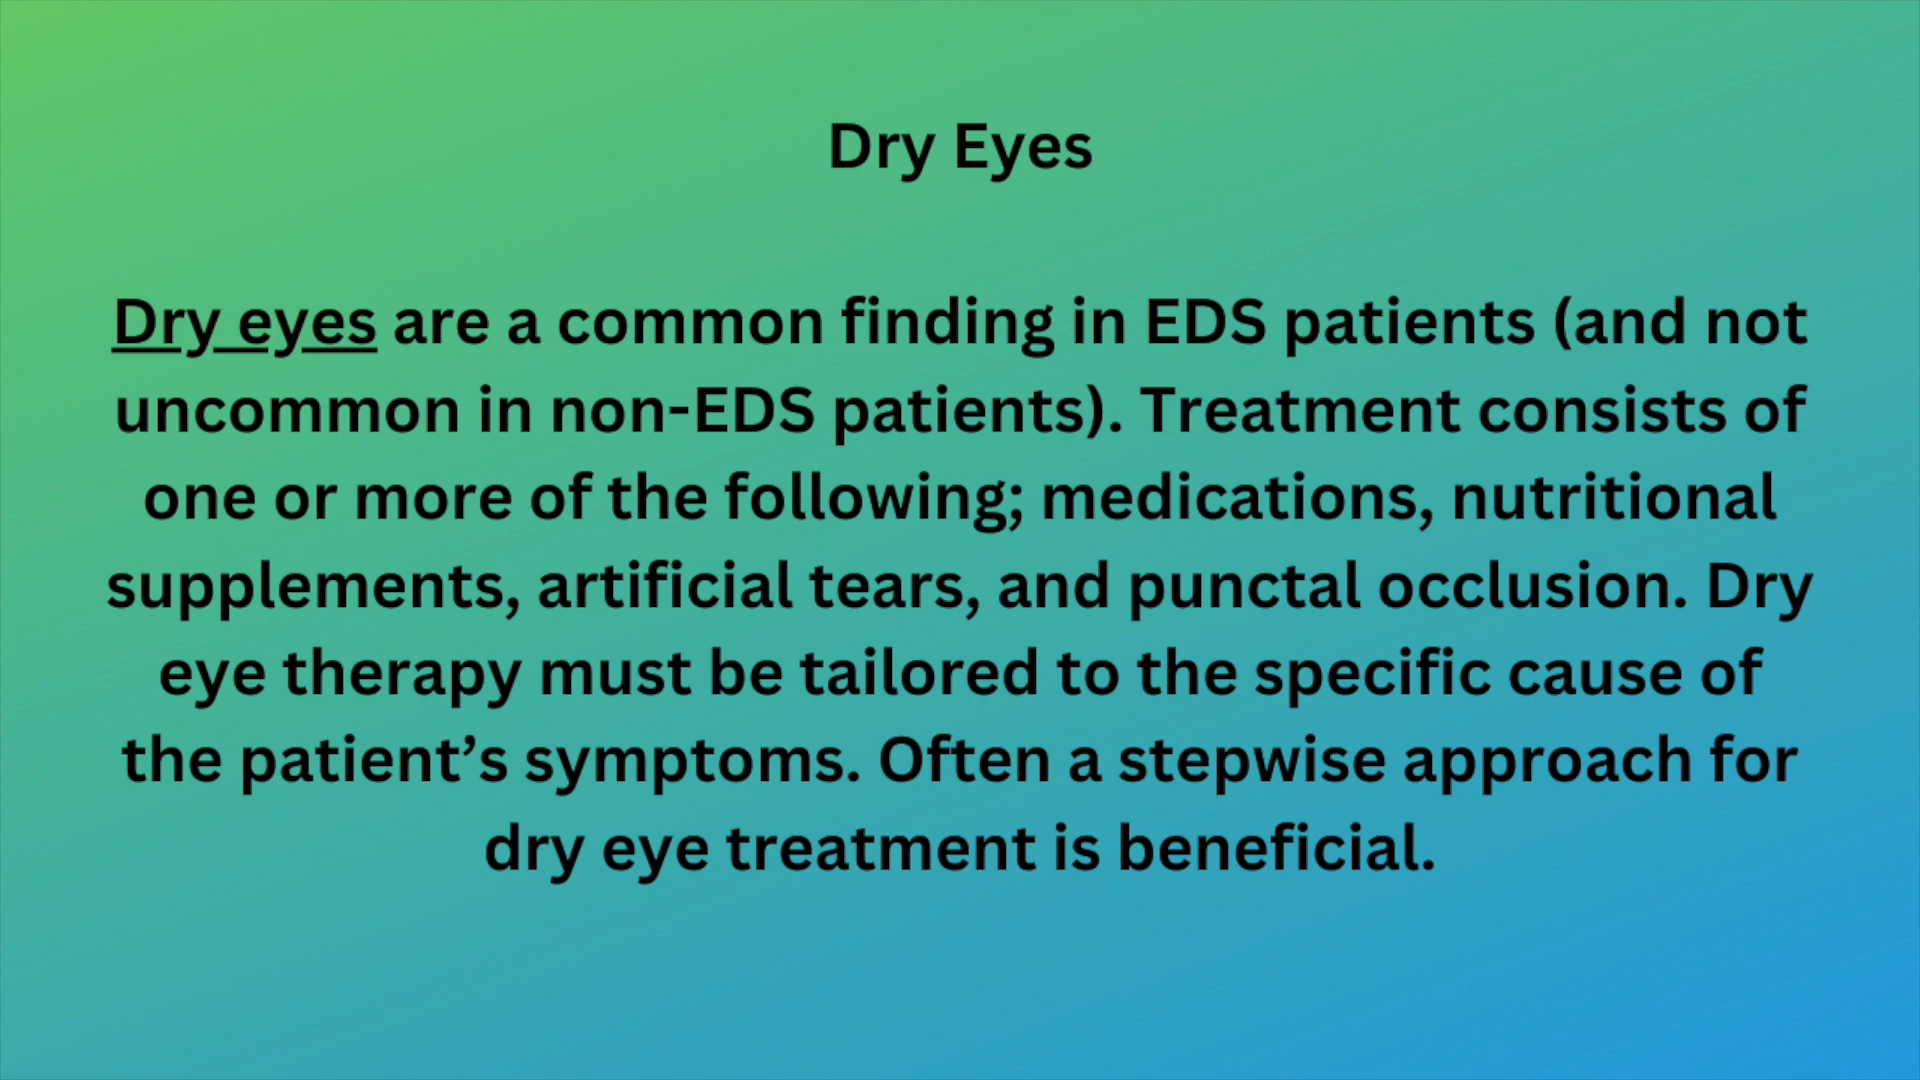 Dry Eyes
Dry eyes are a common finding in EDS patients (and not
uncommon in non-EDS patients). Treatment consists of
one or more of the following; medications, nutritional
supplements, artificial tears, and punctal occlusion. Dry
eye therapy must be tailored to the specific cause of
the patient’s symptoms. Often a stepwise approach for
dry eye treatment is beneficial.